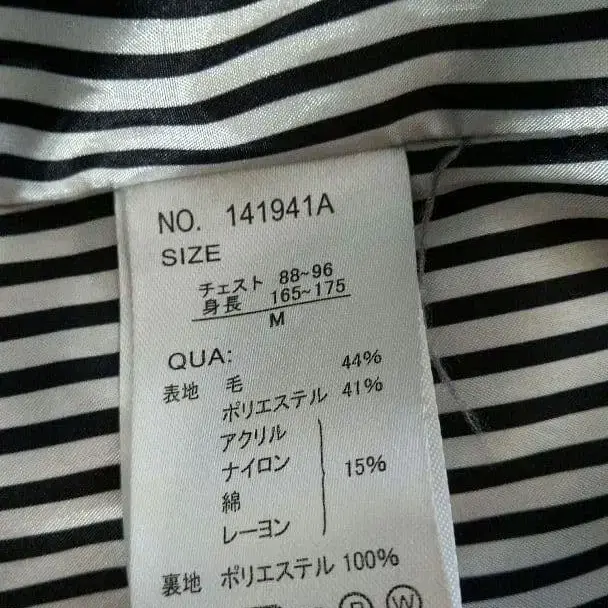 NO. 141941A
SIZE
チェスト 88~96
身長 165~175
M
QUA:
表地 毛 44%
ポリエステル 41%
アクリル
ナイロン 15%
綿
レーヨン
裏地 ポリエステル 100%
P W